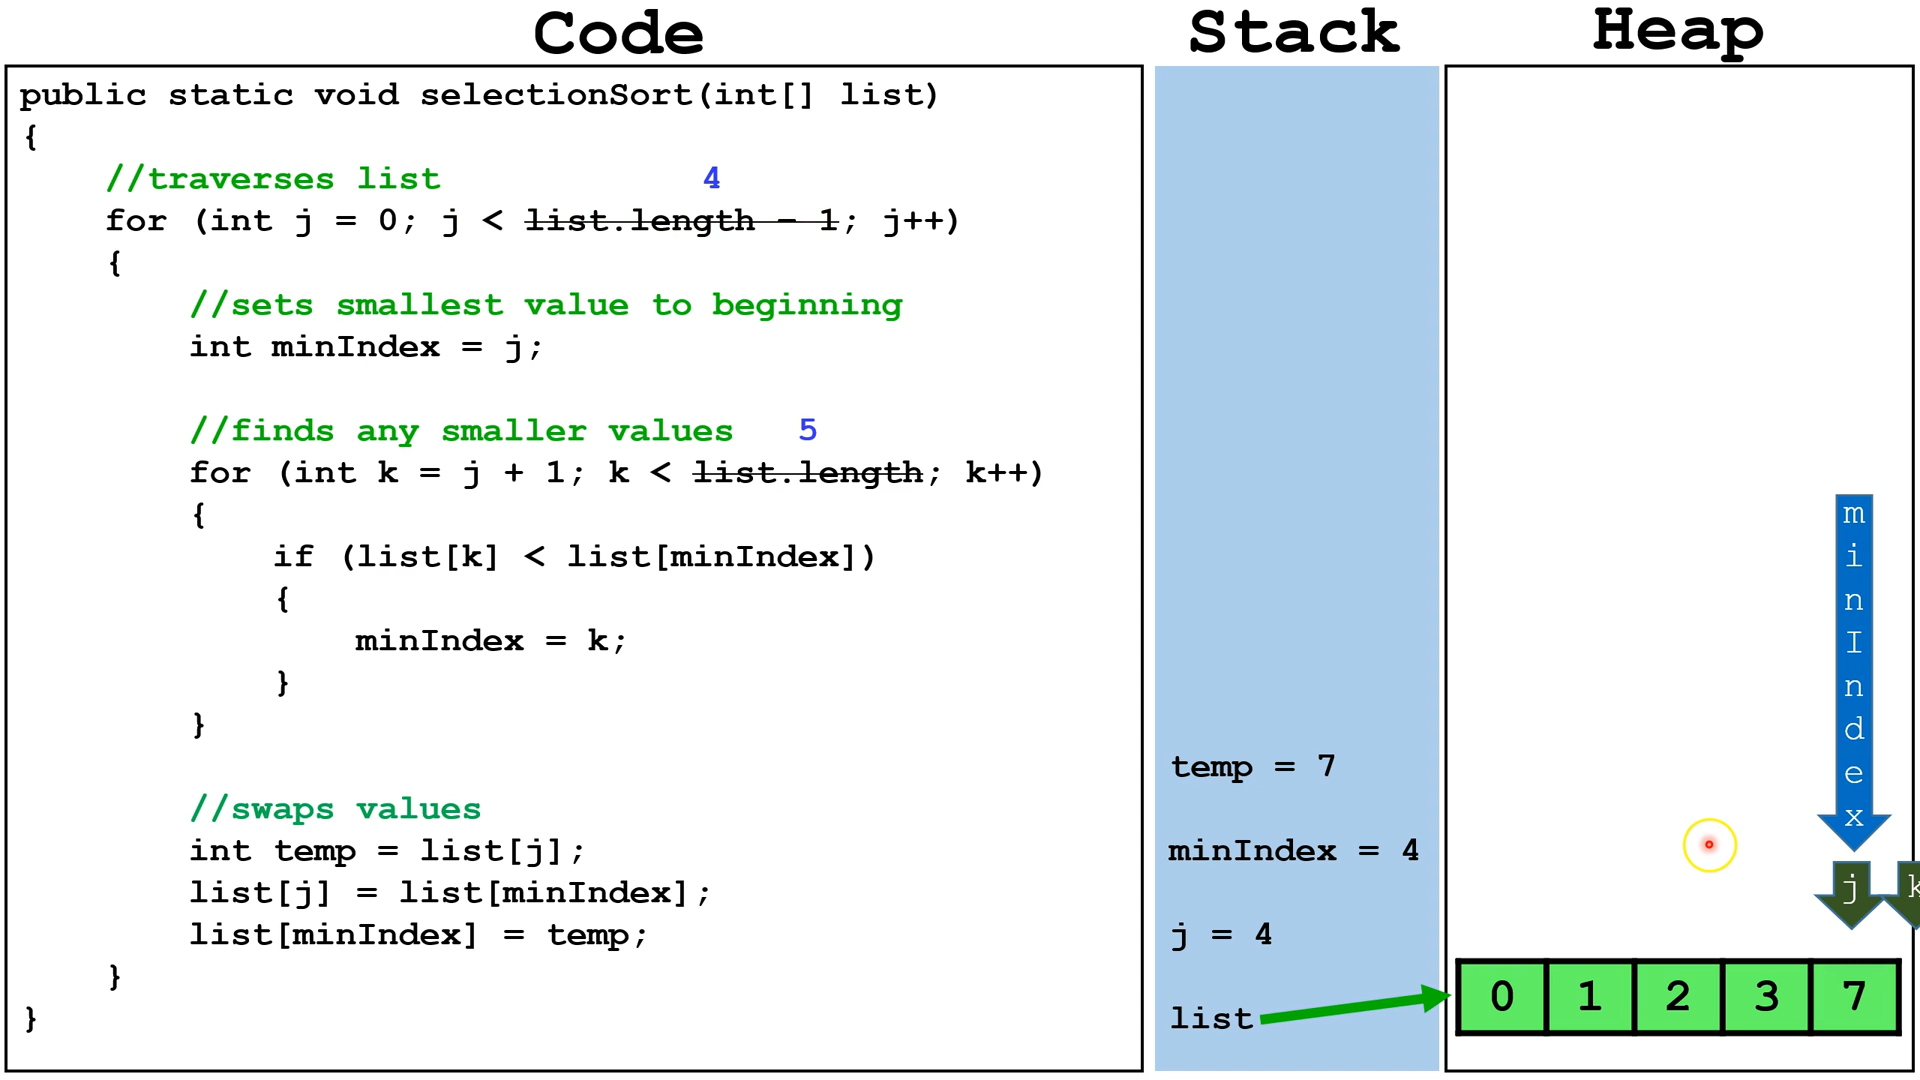 Code
public static void selectionSort(int[] list)
{
//traverses list 4
for (int j = 0; j < list.length - 1; j++)
{
//sets smallest value to beginning
int minIndex = j;
//finds any smaller values 5
for (int k = j + 1; k < list.length; k++)
{
if (list[k] < list[minIndex])
{
minIndex = k;
}
}
//swaps values
int temp = list[j];
list[j] = list[minIndex];
list[minIndex] = temp;
}
}
Stack
temp = 7
minIndex = 4
j = 4
list
Heap
minIndex
j k
0 1 2 3 7